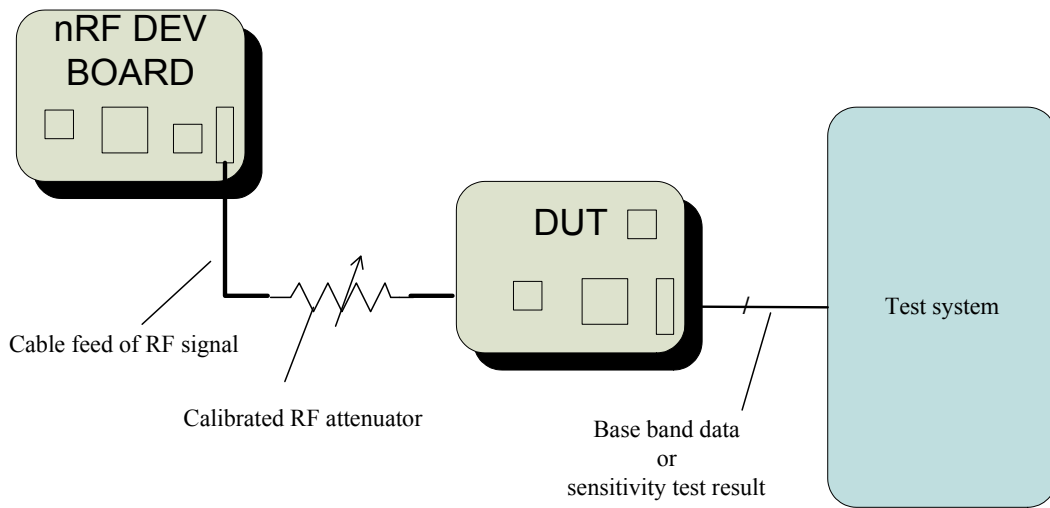 nRF DEV
BOARD
DUT
Test system
Cable feed of RF signal
Calibrated RF attenuator
Base band data
or
sensitivity test result